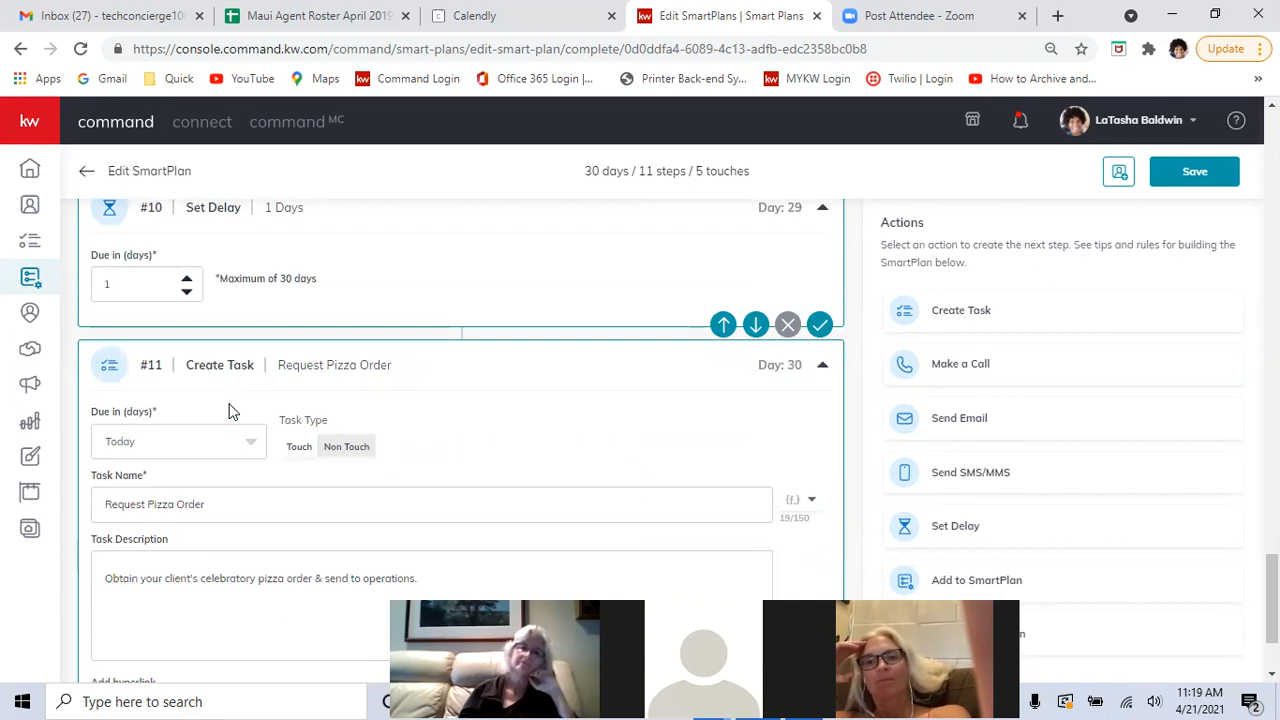 Inbox (31) - techconcierge10
Maui Agent Roster April 2019
Calendly
Edit SmartPlans | Smart Plans
Post Attendee - Zoom
https://console.command.kw.com/command/smart-plans/edit-smart-plan/complete/0d0ddfa4-6089-4c13-adfb-edc2358bc0b8
Update
Apps
Gmail
Quick
YouTube
Maps
Command Login
Office 365 Login |...
Printer Back-end Sy...
MYKW Login
Twilio | Login
How to Archive and...
»
kw
command
connect
command MC
LaTasha Baldwin
Edit SmartPlan
30 days / 11 steps / 5 touches
Save
#10 | Set Delay | 1 Days
Day: 29
Due in (days)*
1
*Maximum of 30 days
#11 | Create Task | Request Pizza Order
Day: 30
Due in (days)*
Today
Task Type
Touch
Non Touch
Task Name*
Request Pizza Order
{f}
19/150
Task Description
Obtain your client's celebratory pizza order & send to operations.
Actions
Select an action to create the next step. See tips and rules for building the
SmartPlan below.
Create Task
Make a Call
Send Email
Send SMS/MMS
Set Delay
Add to SmartPlan
Add hyperlink
Type here to search
11:19 AM
4/21/2021
2